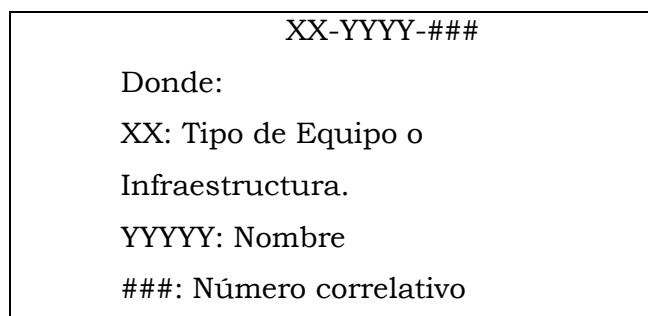 XX-YYYY-###
Donde:
XX: Tipo de Equipo o
Infraestructura.
YYYYY: Nombre
###: Número correlativo